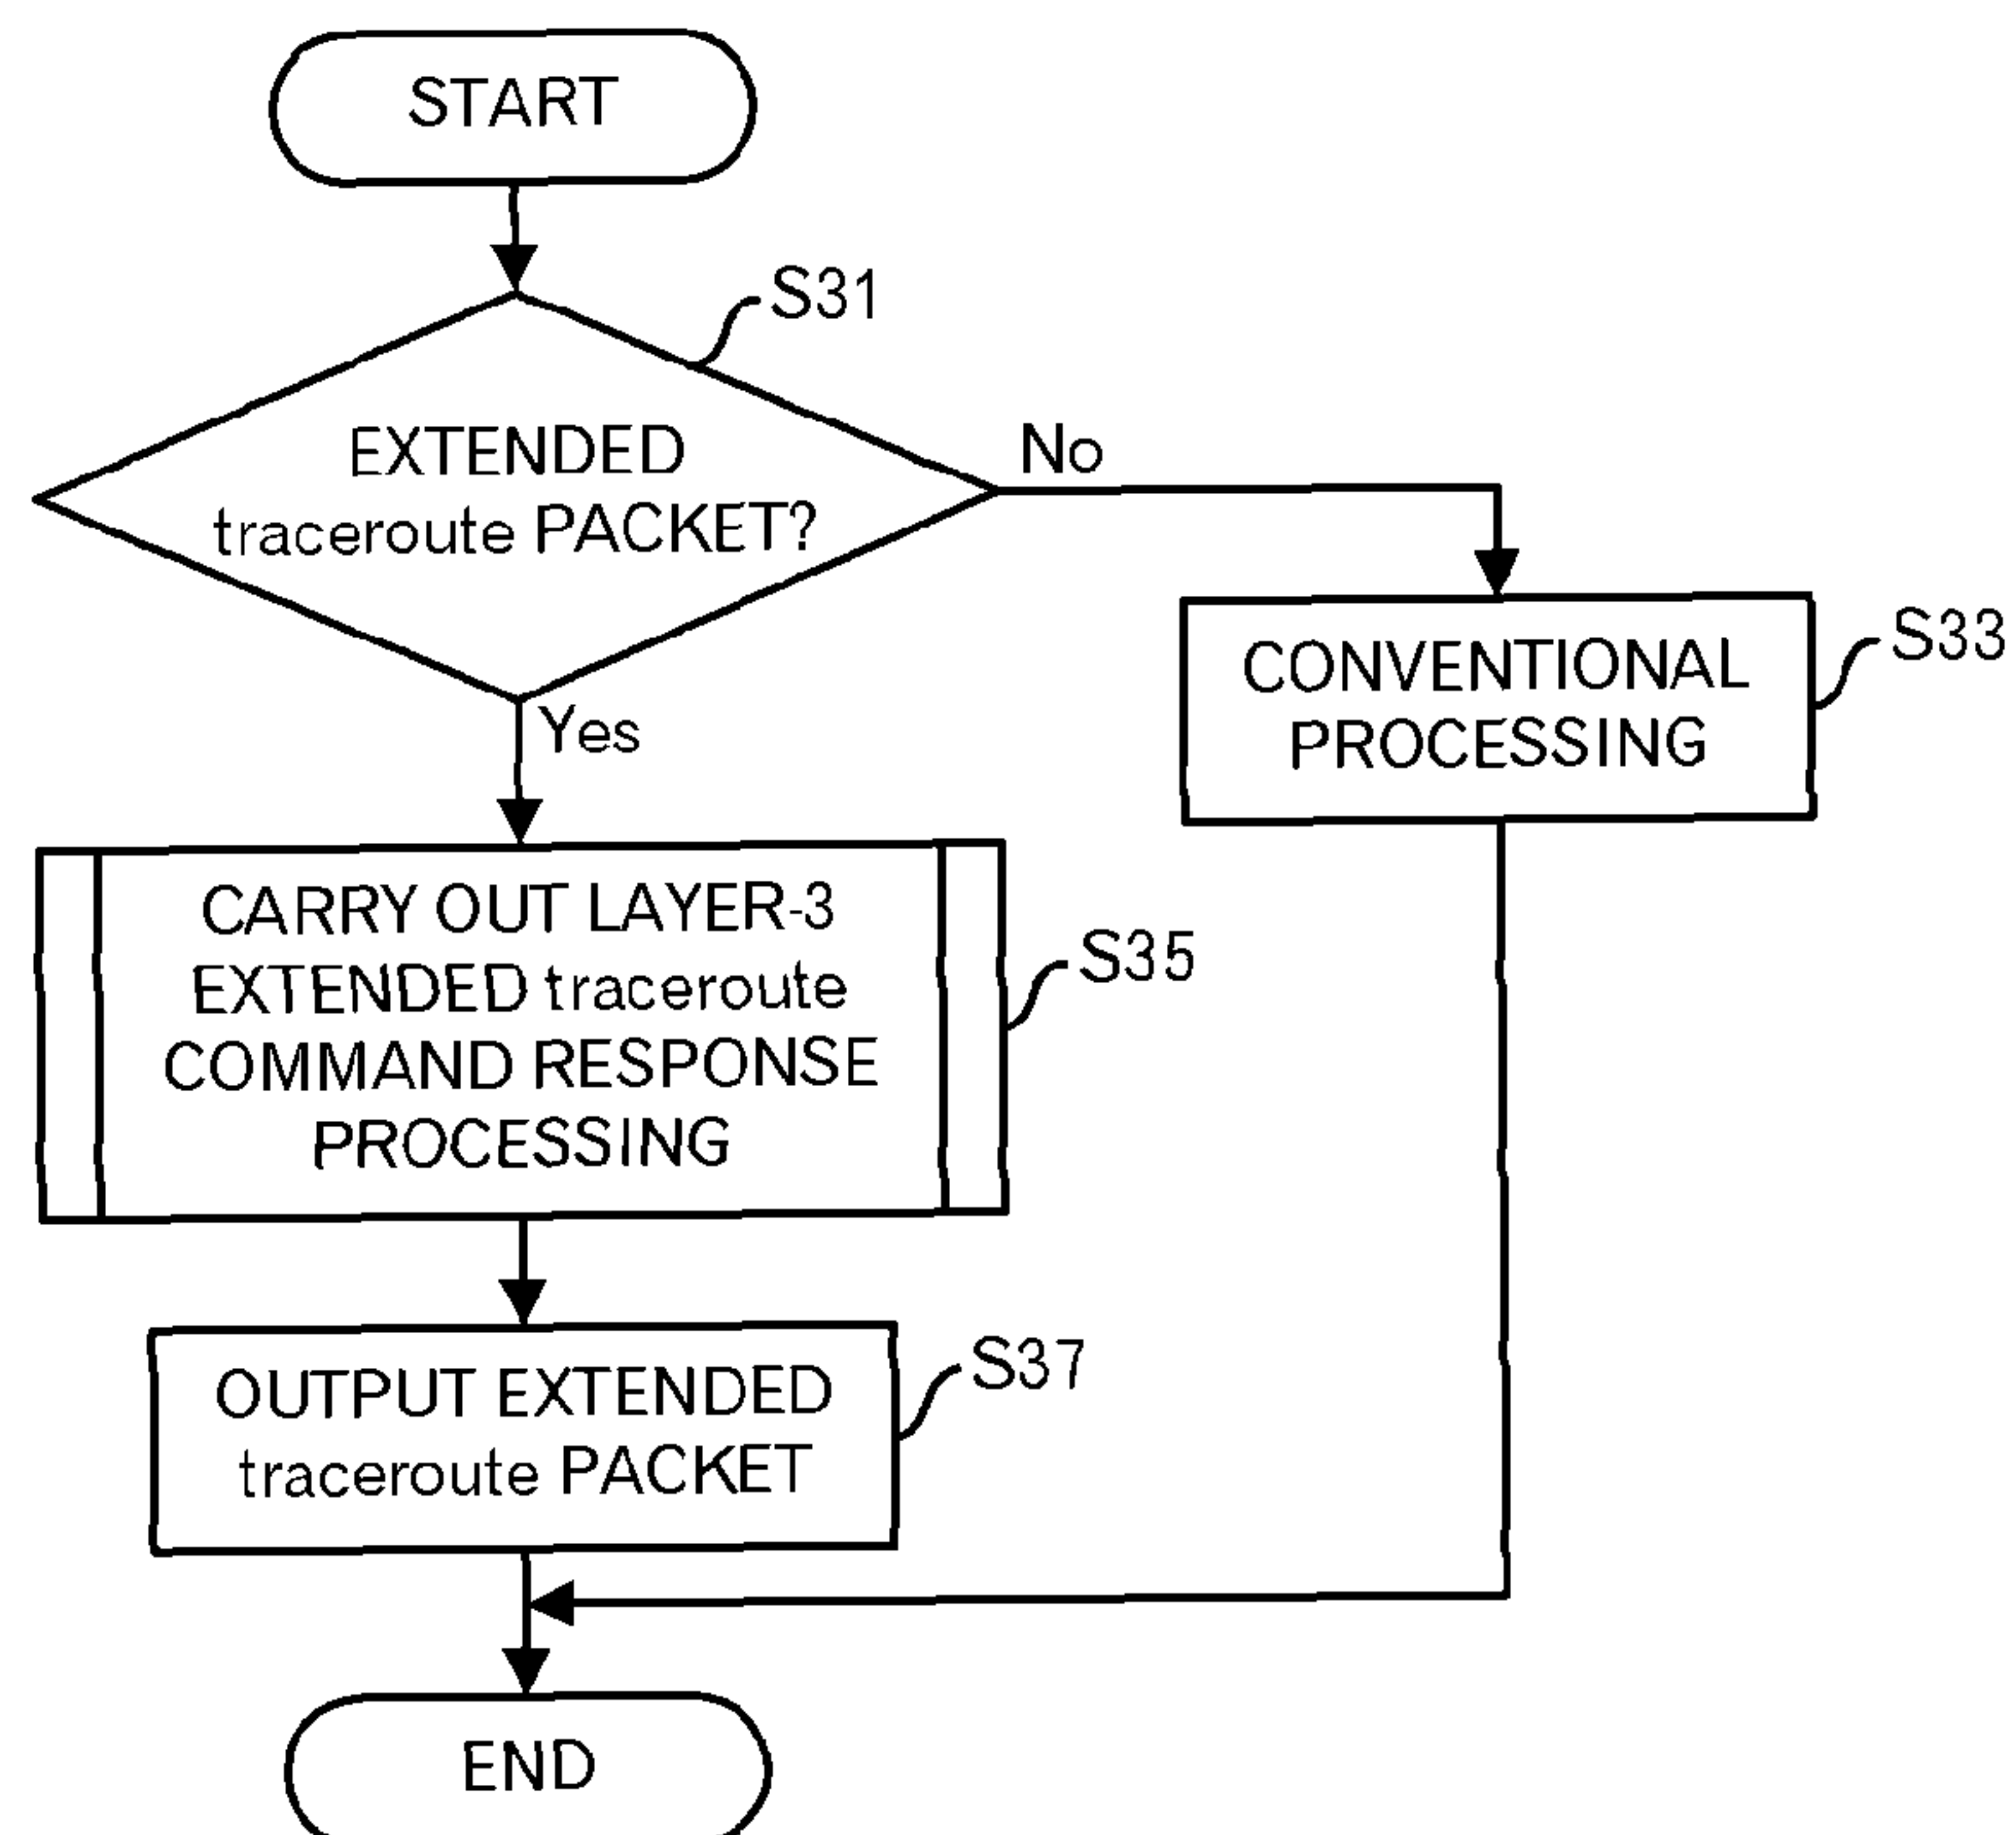 START
S31
EXTENDED
traceroute PACKET?
No
Yes
CONVENTIONAL
PROCESSING
S33
CARRY OUT LAYER-3
EXTENDED traceroute
COMMAND RESPONSE
PROCESSING
S35
OUTPUT EXTENDED
traceroute PACKET
S37
END